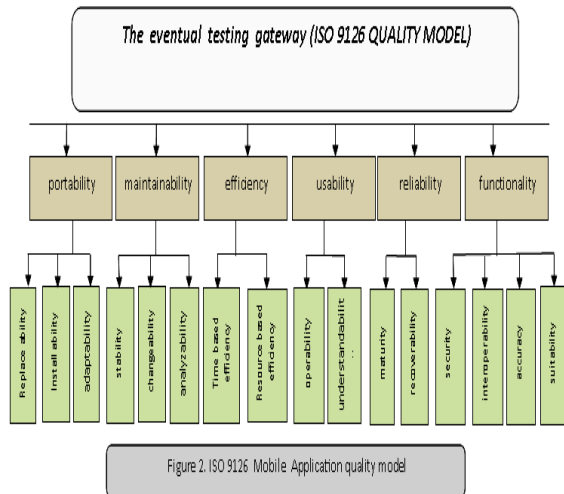 The eventual testing gateway (ISO 9126 QUALITY MODEL)
portability
maintainability
efficiency
usability
reliability
functionality
Replace ability
Install ability
adaptability
stability
changeability
analyzability
Time based
efficiency
Resource based
efficiency
operability
understandabilit
..
maturity
recoverability
security
interoperability
accuracy
suitability
Figure 2. ISO 9126 Mobile Application quality model